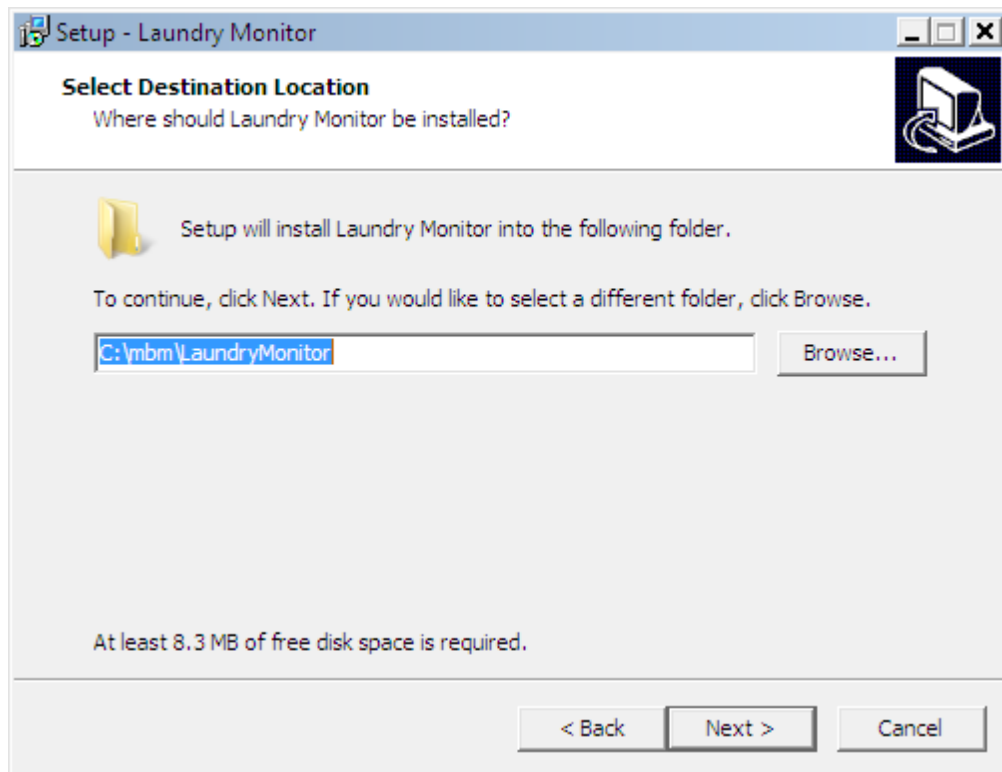 Setup - Laundry Monitor
Select Destination Location
Where should Laundry Monitor be installed?
Setup will install Laundry Monitor into the following folder.
To continue, click Next. If you would like to select a different folder, click Browse.
C:\mbm\LaundryMonitor
Browse...
At least 8.3 MB of free disk space is required.
< Back
Next >
Cancel